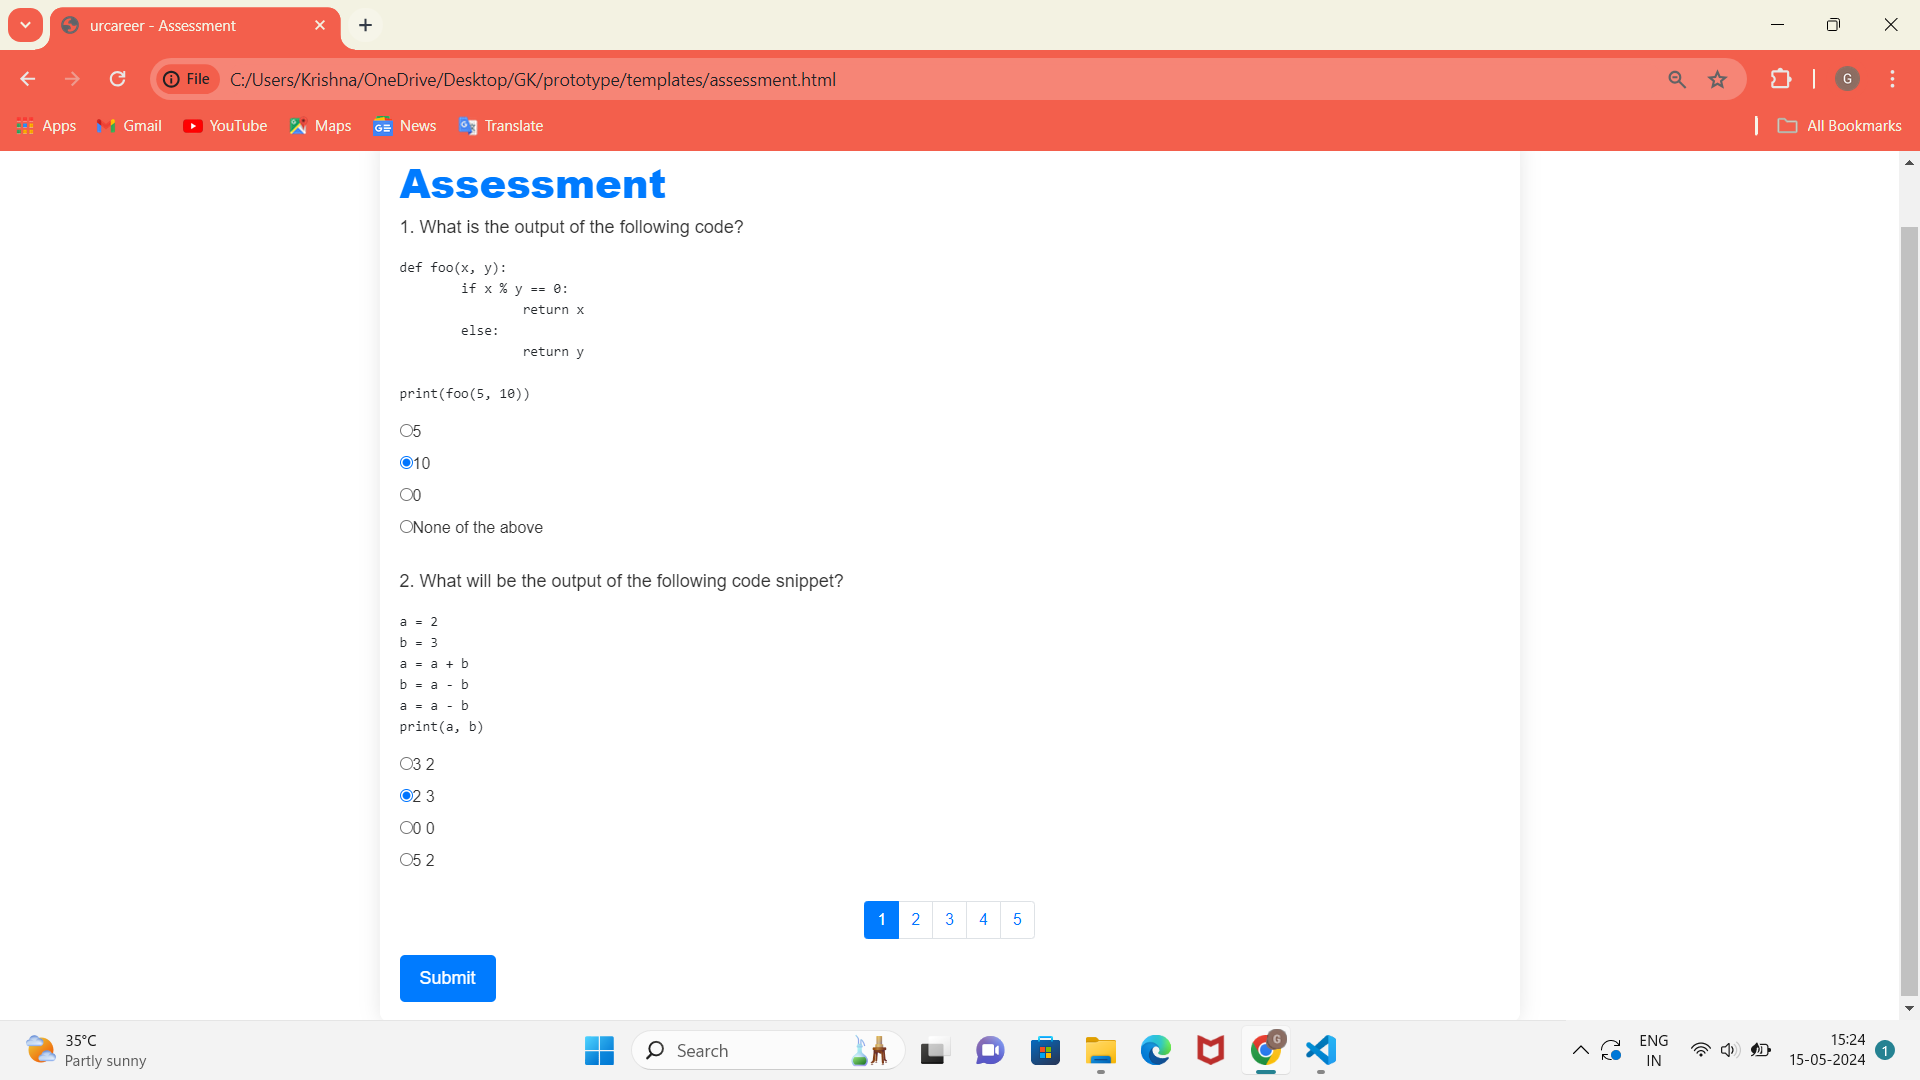 urcareer - Assessment
File
C:/Users/Krishna/OneDrive/Desktop/GK/prototype/templates/assessment.html
G
Apps
Gmail
YouTube
Maps
News
Translate
All Bookmarks
Assessment
1. What is the output of the following code?
def foo(x, y):
if x % y == 0:
return x
else:
return y
print(foo(5, 10))
5
10
0
None of the above
2. What will be the output of the following code snippet?
a = 2
b = 3
a = a + b
b = a - b
a = a - b
print(a, b)
3 2
2 3
0 0
5 2
1 2 3 4 5
Submit
35°C
Partly sunny
Search
G
ENG
IN
15:24
15-05-2024
1